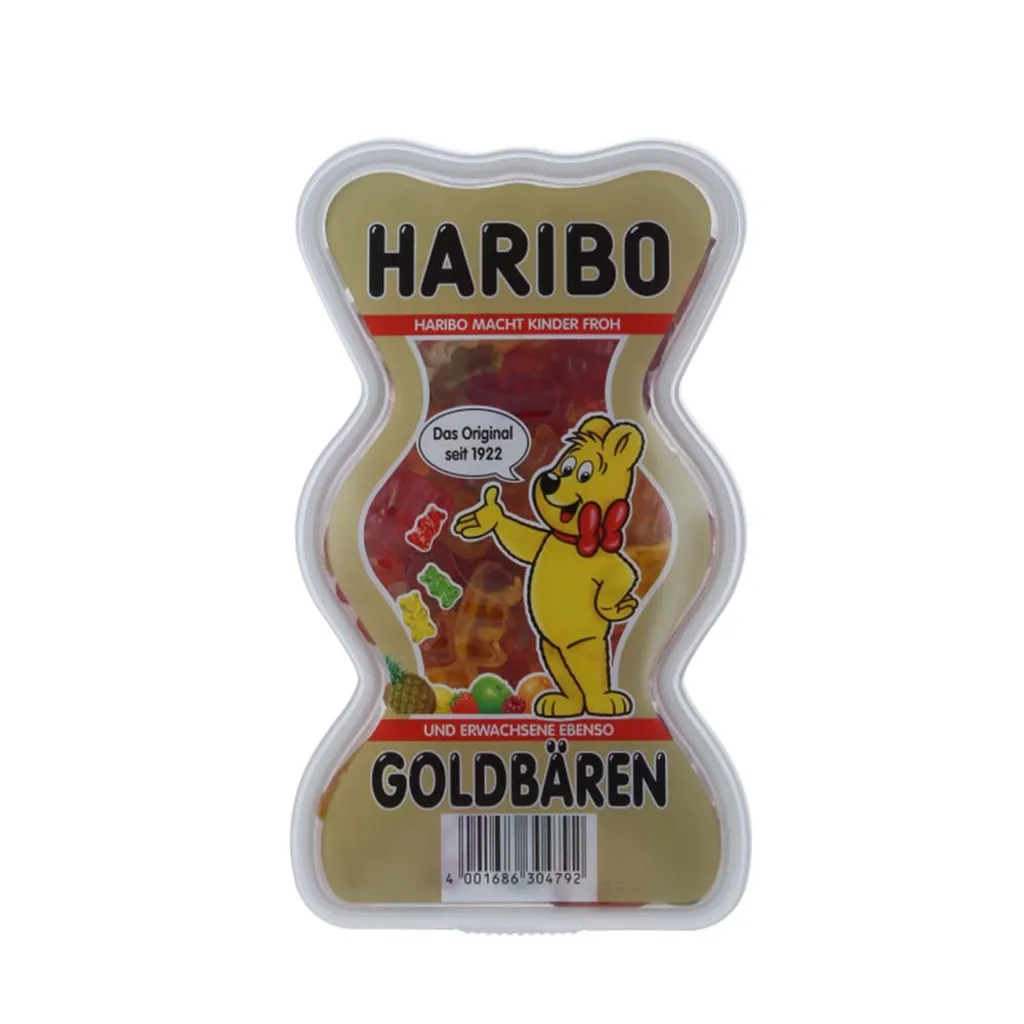 HARIBO
HARIBO MACHT KINDER FROH
Das Original
seit 1922
UND ERWACHSENE EBENSO
GOLDBÄREN
4 001686 304792